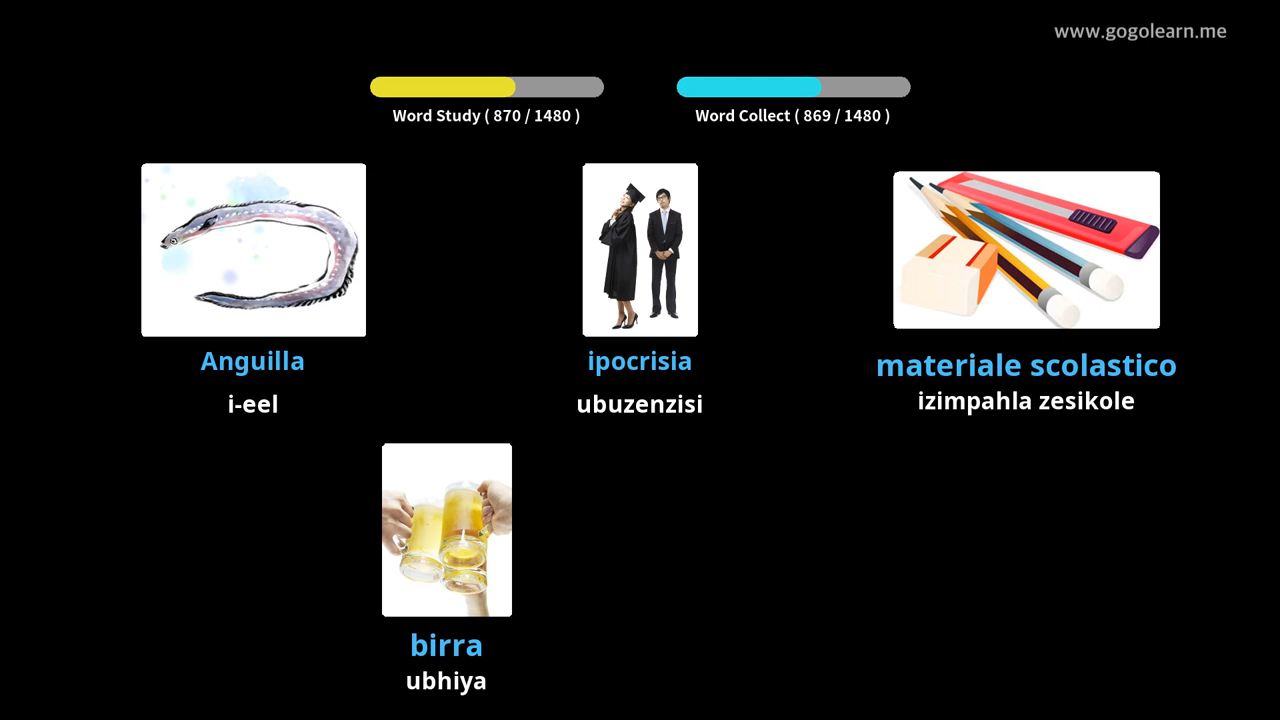 www.gogolearn.me
Word Study ( 870 / 1480 )
Word Collect ( 869 / 1480 )
Anguilla
i-eel
ipocrisia
ubuzenzisi
materiale scolastico
izimpahla zesikole
birra
ubhiya